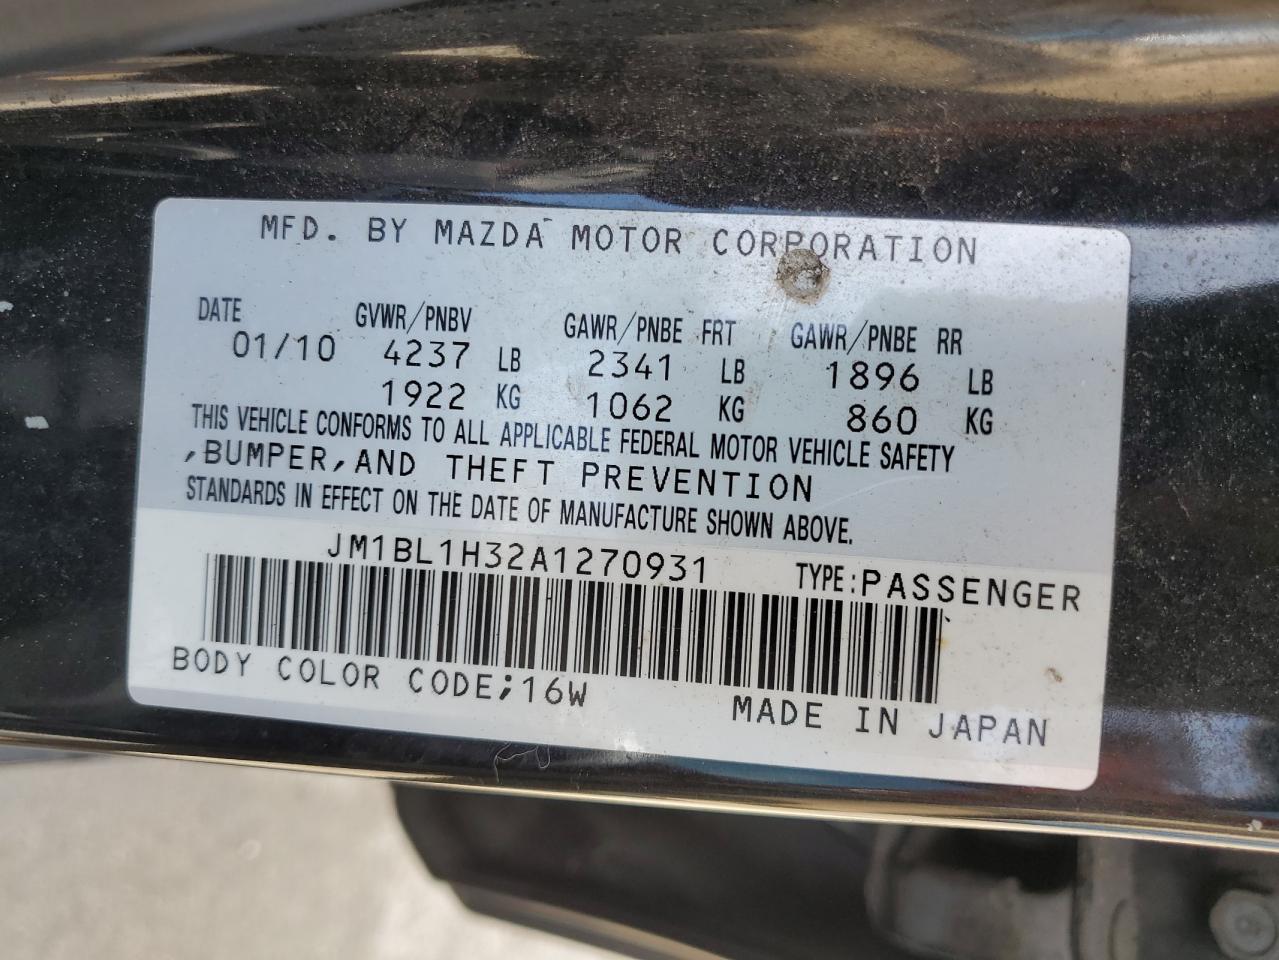 MFD. BY MAZDA MOTOR CORPORATION
DATE GVWR/PNBV GAWR/PNBE FRT GAWR/PNBE RR
01/10 4237 LB 2341 LB 1896 LB
1922 KG 1062 KG 860 KG
THIS VEHICLE CONFORMS TO ALL APPLICABLE FEDERAL MOTOR VEHICLE SAFETY
,BUMPER,AND THEFT PREVENTION
STANDARDS IN EFFECT ON THE DATE OF MANUFACTURE SHOWN ABOVE.
JM1BL1H32A1270931 TYPE:PASSENGER
BODY COLOR CODE;16W MADE IN JAPAN